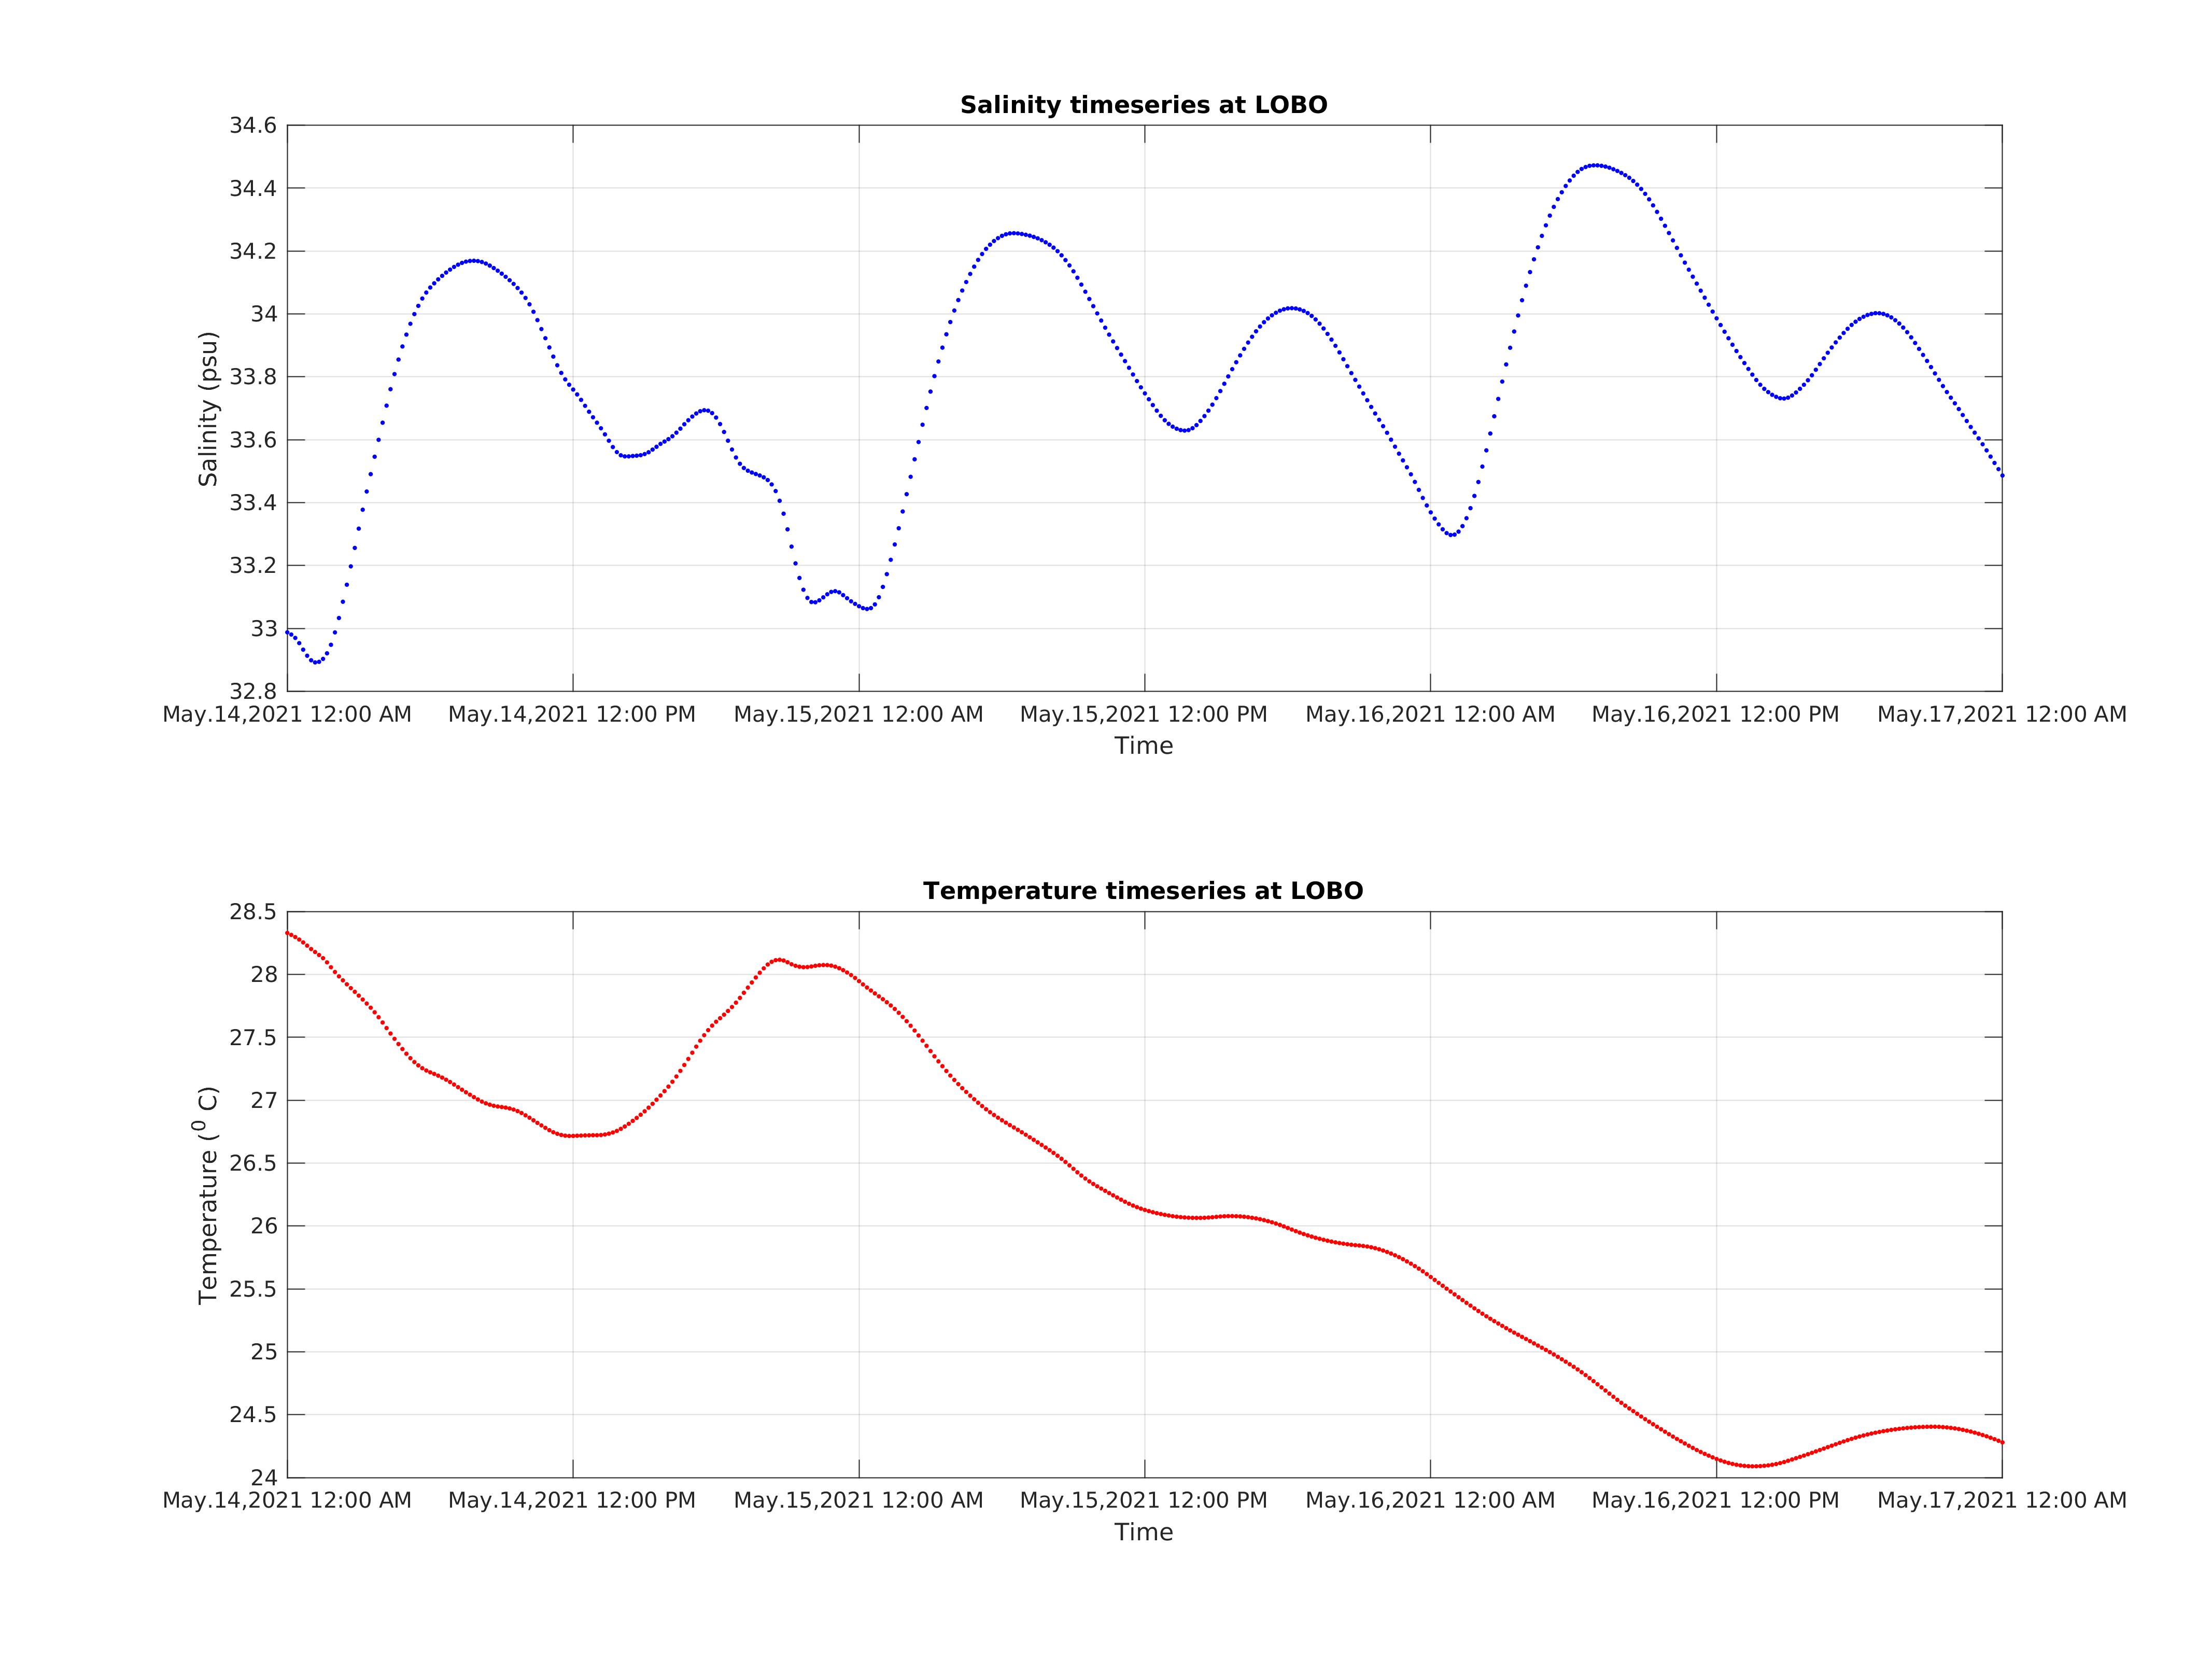 Salinity timeseries at LOBO
Salinity (psu)
34.6
34.4
34.2
34
33.8
33.6
33.4
33.2
33
32.8
May.14,2021 12:00 AM May.14,2021 12:00 PM May.15,2021 12:00 AM May.15,2021 12:00 PM May.16,2021 12:00 AM May.16,2021 12:00 PM May.17,2021 12:00 AM
Time
Temperature timeseries at LOBO
Temperature (⁰ C)
28.5
28
27.5
27
26.5
26
25.5
25
24.5
24
May.14,2021 12:00 AM May.14,2021 12:00 PM May.15,2021 12:00 AM May.15,2021 12:00 PM May.16,2021 12:00 AM May.16,2021 12:00 PM May.17,2021 12:00 AM
Time